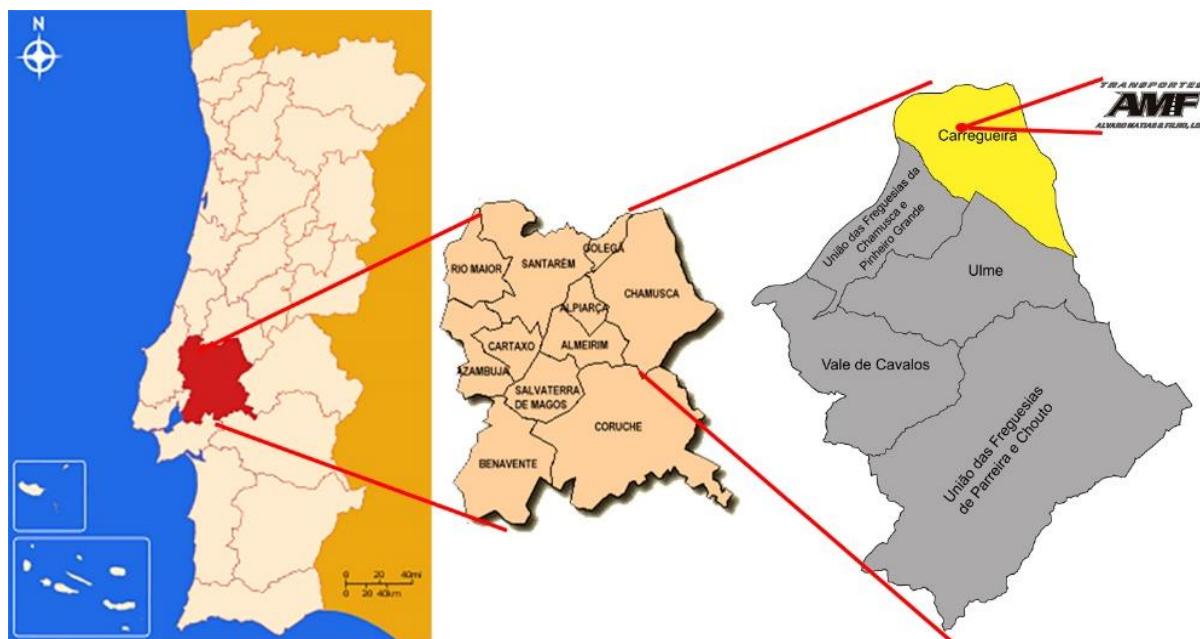 N
0 20 40mi
0 20 40km
RIO MAIOR
SANTARÉM
GOLEGÃ
CHAMUSCA
ALPIARÇA
CARTAXO
ALMEIRIM
AZAMBUJA
SALVATERRA
DE MAGOS
CORUCHE
BENAVENTE
Carregueira
União das Freguesias da
Chamusca e
Pinheiro Grande
Ulme
Vale de Cavalos
União das Freguesias
de Parreira e Chouto
TRANSPORTES
AMF
ALVARO MATIAS & FILHO, LDA